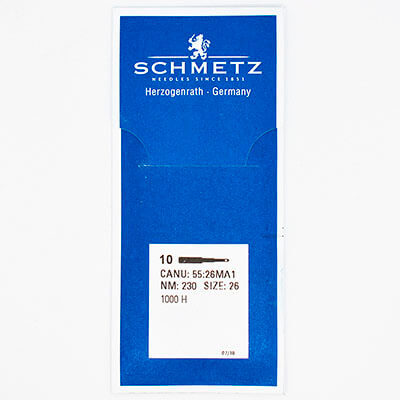 SCHMETZ
NEEDLES SINCE 1851
Herzogenrath - Germany
10
CANU: 55:26MA1
NM: 230 SIZE: 26
1000 H
07/18